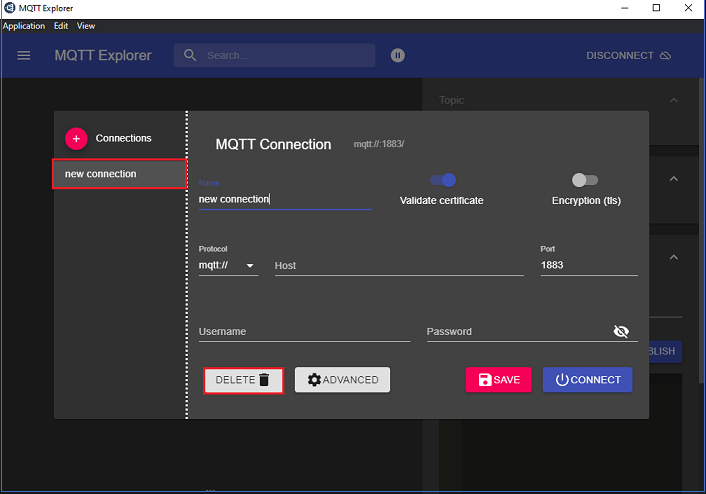 MQTT Explorer
Application Edit View
MQTT Explorer Search... DISCONNECT
Topic
+ Connections
new connection
MQTT Connection mqtt://:1883/
Name
new connection
Validate certificate
Encryption (tls)
Protocol
mqtt://
Host
Port
1883
Username
Password
BLISH
DELETE ADVANCED SAVE CONNECT
...